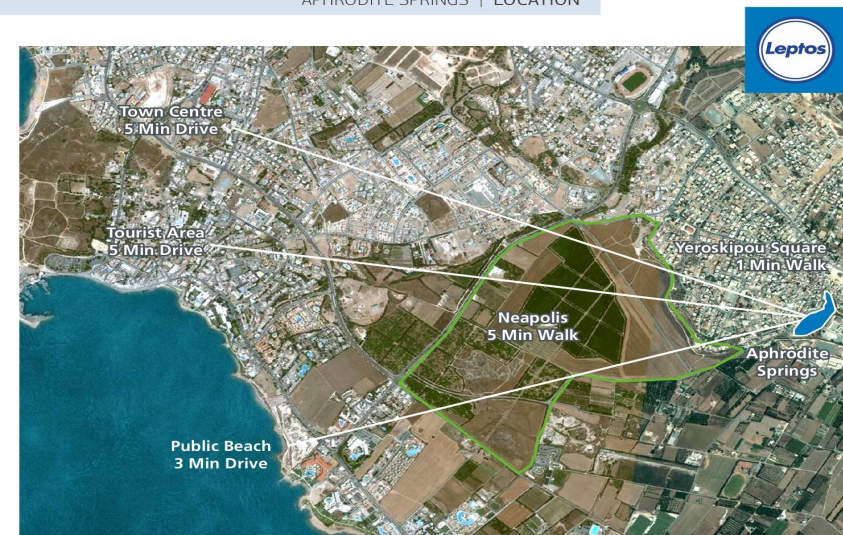 APHRODITE SPRINGS | LOCATION
Leptos
Town Centre
5 Min Drive
Tourist Area
5 Min Drive
Yeroskipou Square
1 Min Walk
Neapolis
5 Min Walk
Aphrodite
Springs
Public Beach
3 Min Drive